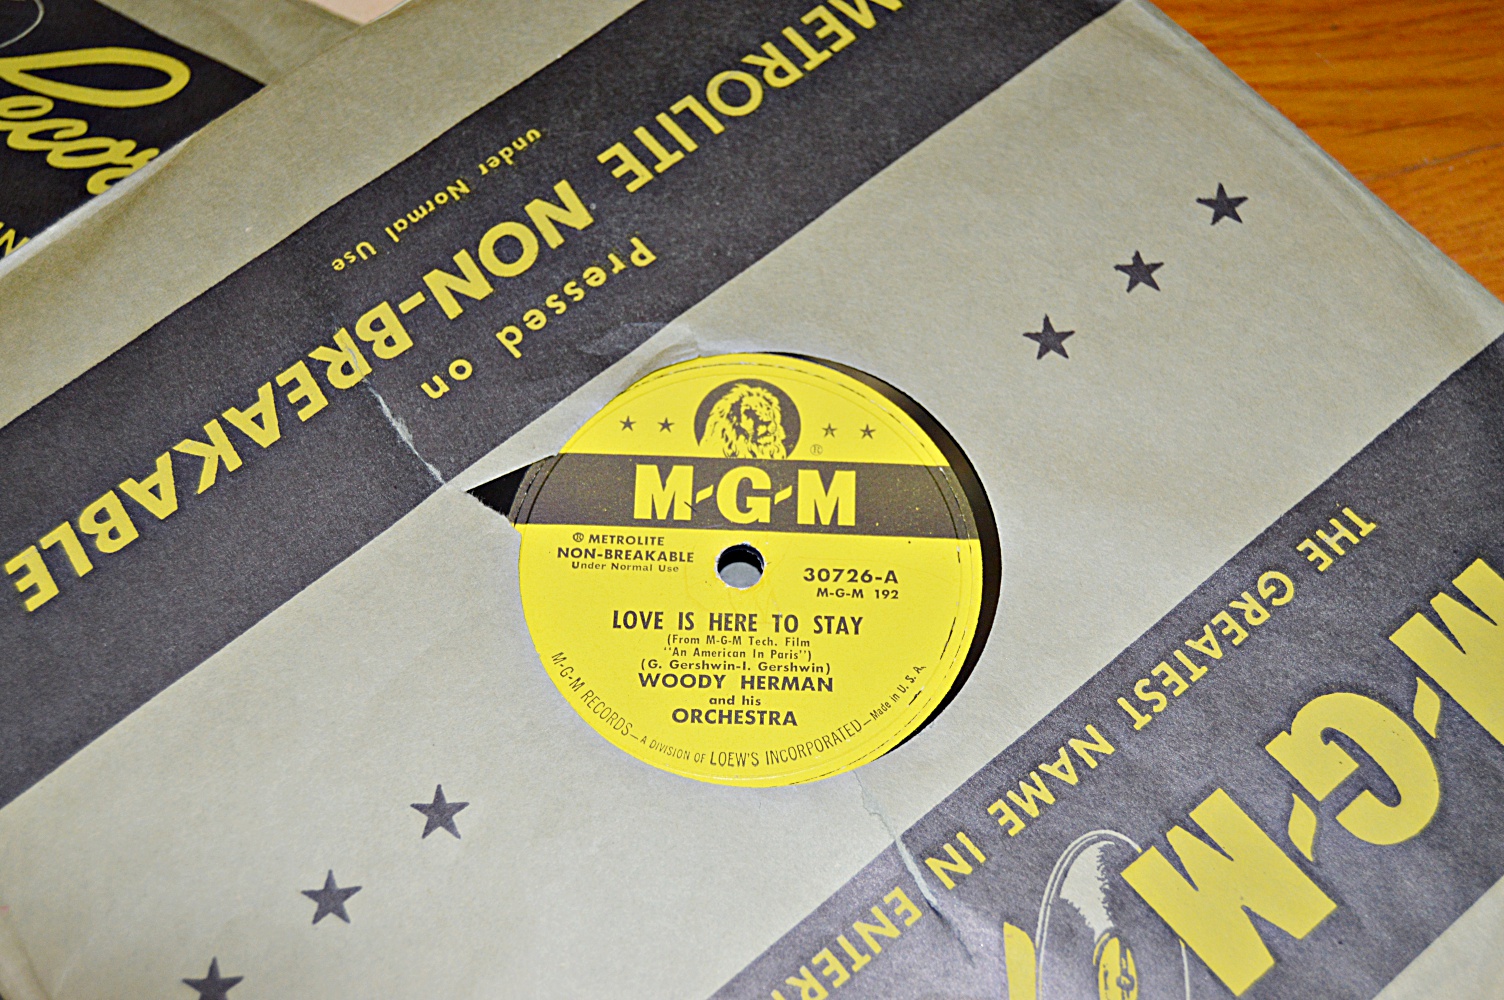 METROLITE NON-BREAKABLE
under Normal Use
Pressed on
M-G-M
Ⓡ METROLITE
NON-BREAKABLE
Under Normal Use
30726-A
M-G-M 192
LOVE IS HERE TO STAY
(From M-G-M Tech. Film
"An American In Paris")
(G. Gershwin-I. Gershwin)
WOODY HERMAN
and his
ORCHESTRA
M-G-M RECORDS—A DIVISION OF LOEW'S INCORPORATED—Made in U.S.A.
®
THE GREATEST NAME IN ENTER
M-G-M